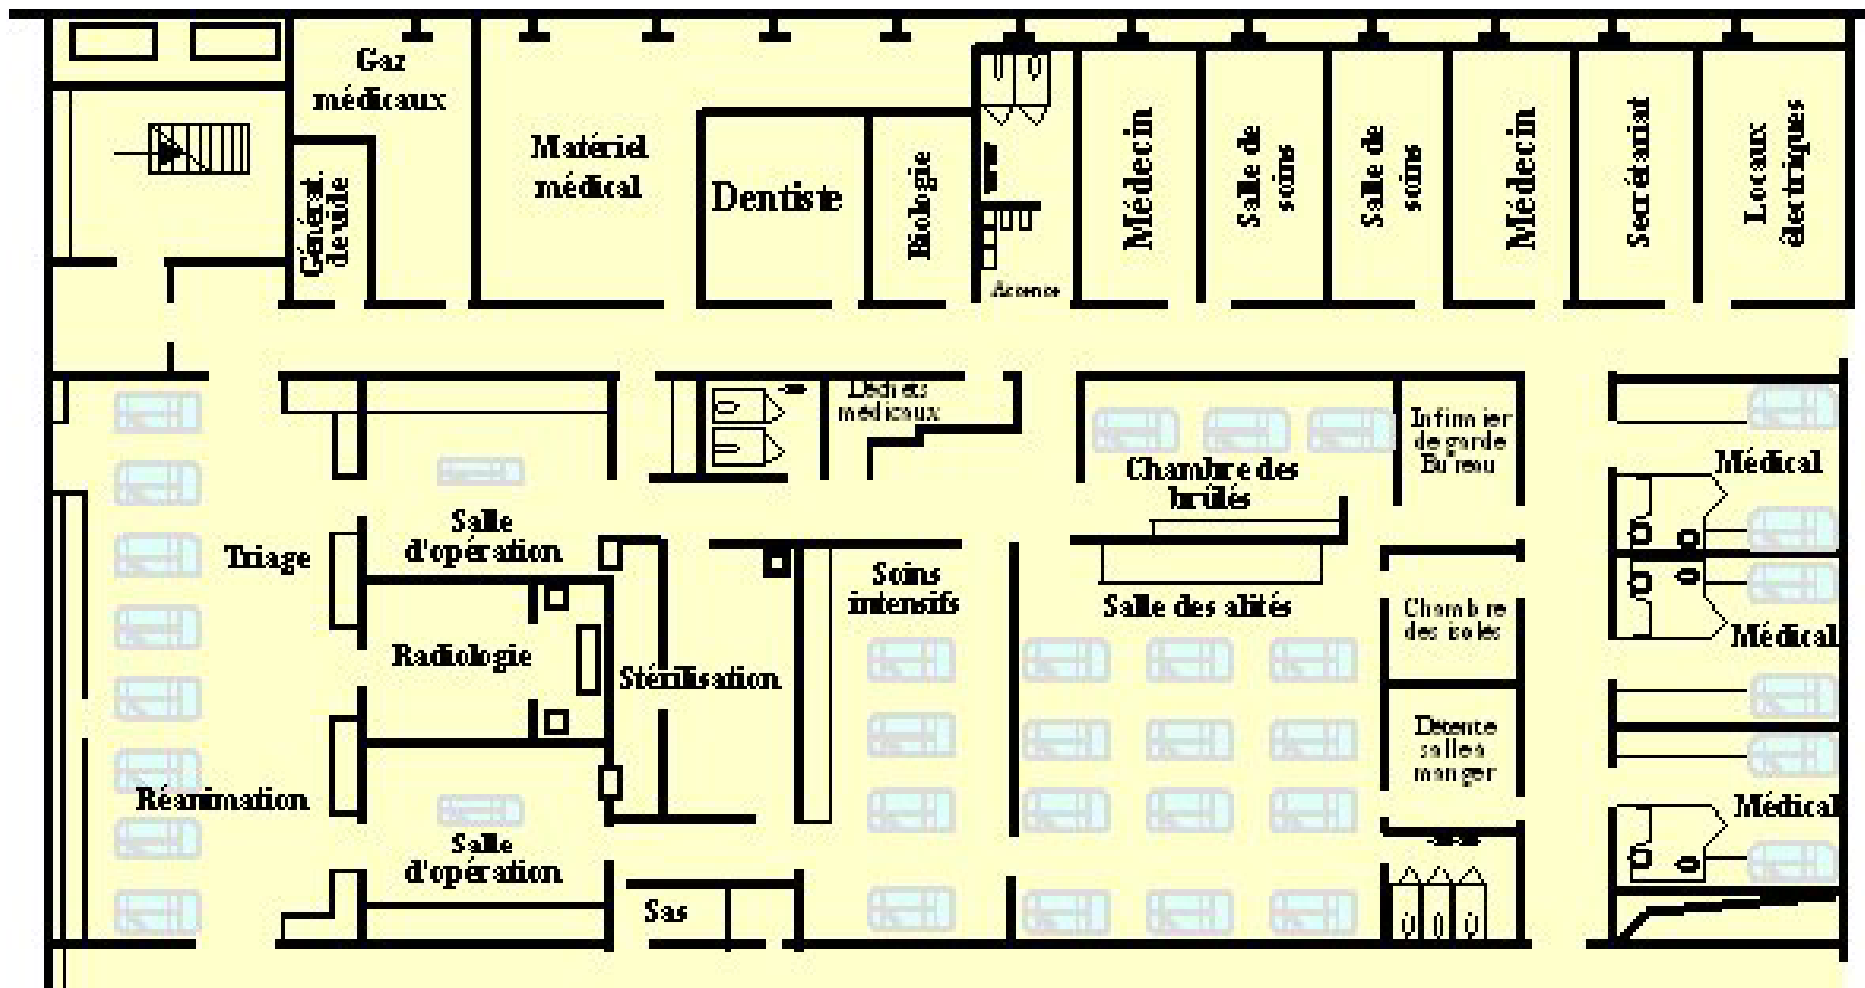 Gaz
médicaux
Générat.
de vide
Matériel
médical
Dentiste
Biologie
Médecin
Salle de
soins
Salle de
soins
Médecin
Secrétariat
Locaux
électriques
Déchets
médicaux
Infirmier
de garde
Bureau
Chambre des
brûlés
Médical
Salle
d'opération
Triage
Soins
intensifs
Salle des alités
Chambre
des isolés
Médical
Radiologie
Stérilisation
Détente
salle à
manger
Réanimation
Médical
Salle
d'opération
Sas